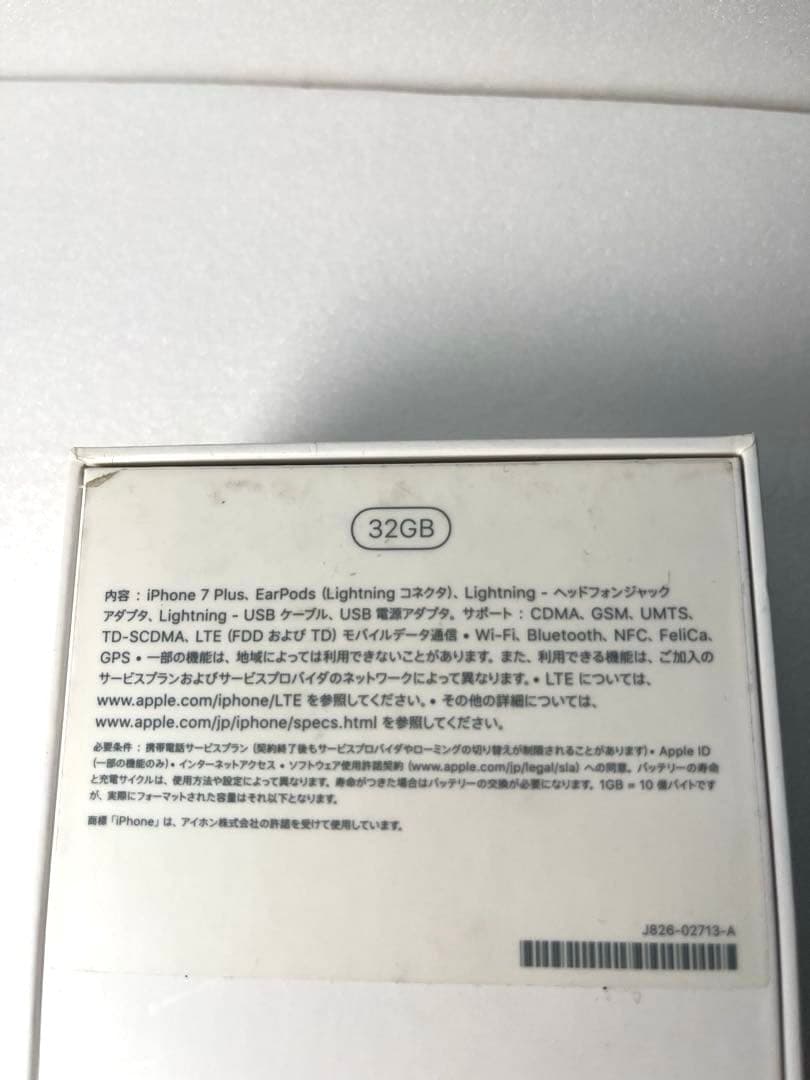 32GB
内容：iPhone 7 Plus、EarPods (Lightning コネクタ)、Lightning - ヘッドフォンジャック
アダプタ、Lightning - USB ケーブル、USB 電源アダプタ。サポート：CDMA、GSM、UMTS、
TD-SCDMA、LTE (FDD および TD) モバイルデータ通信 • Wi-Fi、Bluetooth、NFC、FeliCa、
GPS • 一部の機能は、地域によっては利用できないことがあります。また、利用できる機能は、ご加入の
サービスプランおよびサービスプロバイダのネットワークによって異なります。• LTE については、
www.apple.com/iphone/LTE を参照してください。• その他の詳細については、
www.apple.com/jp/iphone/specs.html を参照してください。
必要条件：携帯電話サービスプラン (契約終了後もサービスプロバイダやローミングの切り替えが制限されることがあります) • Apple ID
(一部の機能のみ) • インターネットアクセス • ソフトウェア使用許諾契約 (www.apple.com/jp/legal/sla) への同意。バッテリーの寿命
と充電サイクルは、使用方法や設定によって異なります。寿命がつきた場合はバッテリーの交換が必要になります。1GB = 10 億バイトです
が、実際にフォーマットされた容量はそれ以下となります。
商標「iPhone」は、アイホン株式会社の許諾を受けて使用しています。
J826-02713-A